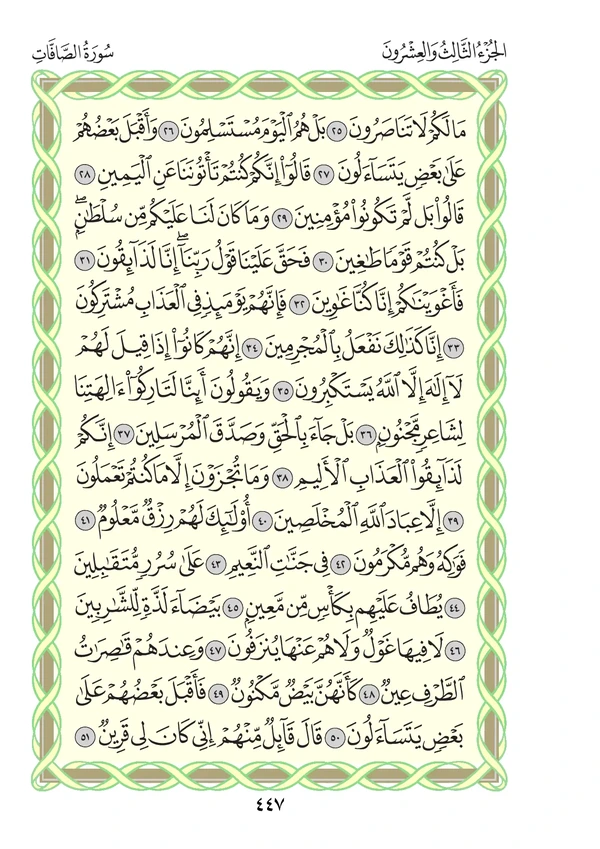 الجُزْءُ الثَّالِثُ وَالعِشْرُونَ
سُورَةُ الصَّافَّاتِ
مَا لَكُمْ لَا تَنَاصَرُونَ ٢٥ بَلْ هُمُ ٱلْيَوْمَ مُسْتَسْلِمُونَ ٢٦ وَأَقْبَلَ بَعْضُهُمْ
عَلَىٰ بَعْضٍ يَتَسَآءَلُونَ ٢٧ قَالُوٓا۟ إِنَّكُمْ كُنتُمْ تَأْتُونَنَا عَنِ ٱلْيَمِينِ ٢٨
قَالُوا۟ بَل لَّمْ تَكُونُوا۟ مُؤْمِنِينَ ٢٩ وَمَا كَانَ لَنَا عَلَيْكُم مِّن سُلْطَٰنٍۭ ۖ
بَلْ كُنتُمْ قَوْمًا طَٰغِينَ ٣٠ فَحَقَّ عَلَيْنَا قَوْلُ رَبِّنَآ ۖ إِنَّا لَذَآئِقُونَ ٣١
فَأَغْوَيْنَٰكُمْ إِنَّا كُنَّا غَٰوِينَ ٣٢ فَإِنَّهُمْ يَوْمَئِذٍ فِى ٱلْعَذَابِ مُشْتَرِكُونَ
٣٣ إِنَّا كَذَٰلِكَ نَفْعَلُ بِٱلْمُجْرِمِينَ ٣٤ إِنَّهُمْ كَانُوٓا۟ إِذَا قِيلَ لَهُمْ
لَآ إِلَٰهَ إِلَّا ٱللَّهُ يَسْتَكْبِرُونَ ٣٥ وَيَقُولُونَ أَئِنَّا لَتَارِكُوٓا۟ ءَالِهَتِنَا
لِشَاعِرٍ مَّجْنُونٍۭ ٣٦ بَلْ جَآءَ بِٱلْحَقِّ وَصَدَّقَ ٱلْمُرْسَلِينَ ٣٧ إِنَّكُمْ
لَذَآئِقُوا۟ ٱلْعَذَابِ ٱلْأَلِيمِ ٣٨ وَمَا تُجْزَوْنَ إِلَّا مَا كُنتُمْ تَعْمَلُونَ
٣٩ إِلَّا عِبَادَ ٱللَّهِ ٱلْمُخْلَصِينَ ٤٠ أُو۟لَٰٓئِكَ لَهُمْ رِزْقٌ مَّعْلُومٌ ٤١
فَوَٰكِهُ ۖ وَهُم مُّكْرَمُونَ ٤٢ فِى جَنَّٰتِ ٱلنَّعِيمِ ٤٣ عَلَىٰ سُرُرٍ مُّتَقَٰبِلِينَ
٤٤ يُطَافُ عَلَيْهِم بِكَأْسٍ مِّن مَّعِينٍۭ ٤٥ بَيْضَآءَ لَذَّةٍ لِّلشَّٰرِبِينَ
٤٦ لَا فِيهَا غَوْلٌ وَلَا هُمْ عَنْهَا يُنزَفُونَ ٤٧ وَعِندَهُمْ قَٰصِرَٰتُ
ٱلطَّرْفِ عِينٌ ٤٨ كَأَنَّهُنَّ بَيْضٌ مَّكْنُونٌ ٤٩ فَأَقْبَلَ بَعْضُهُمْ عَلَىٰ
بَعْضٍ يَتَسَآءَلُونَ ٥٠ قَالَ قَآئِلٌ مِّنْهُمْ إِنِّى كَانَ لِى قَرِينٌ ٥١
٤٤٧